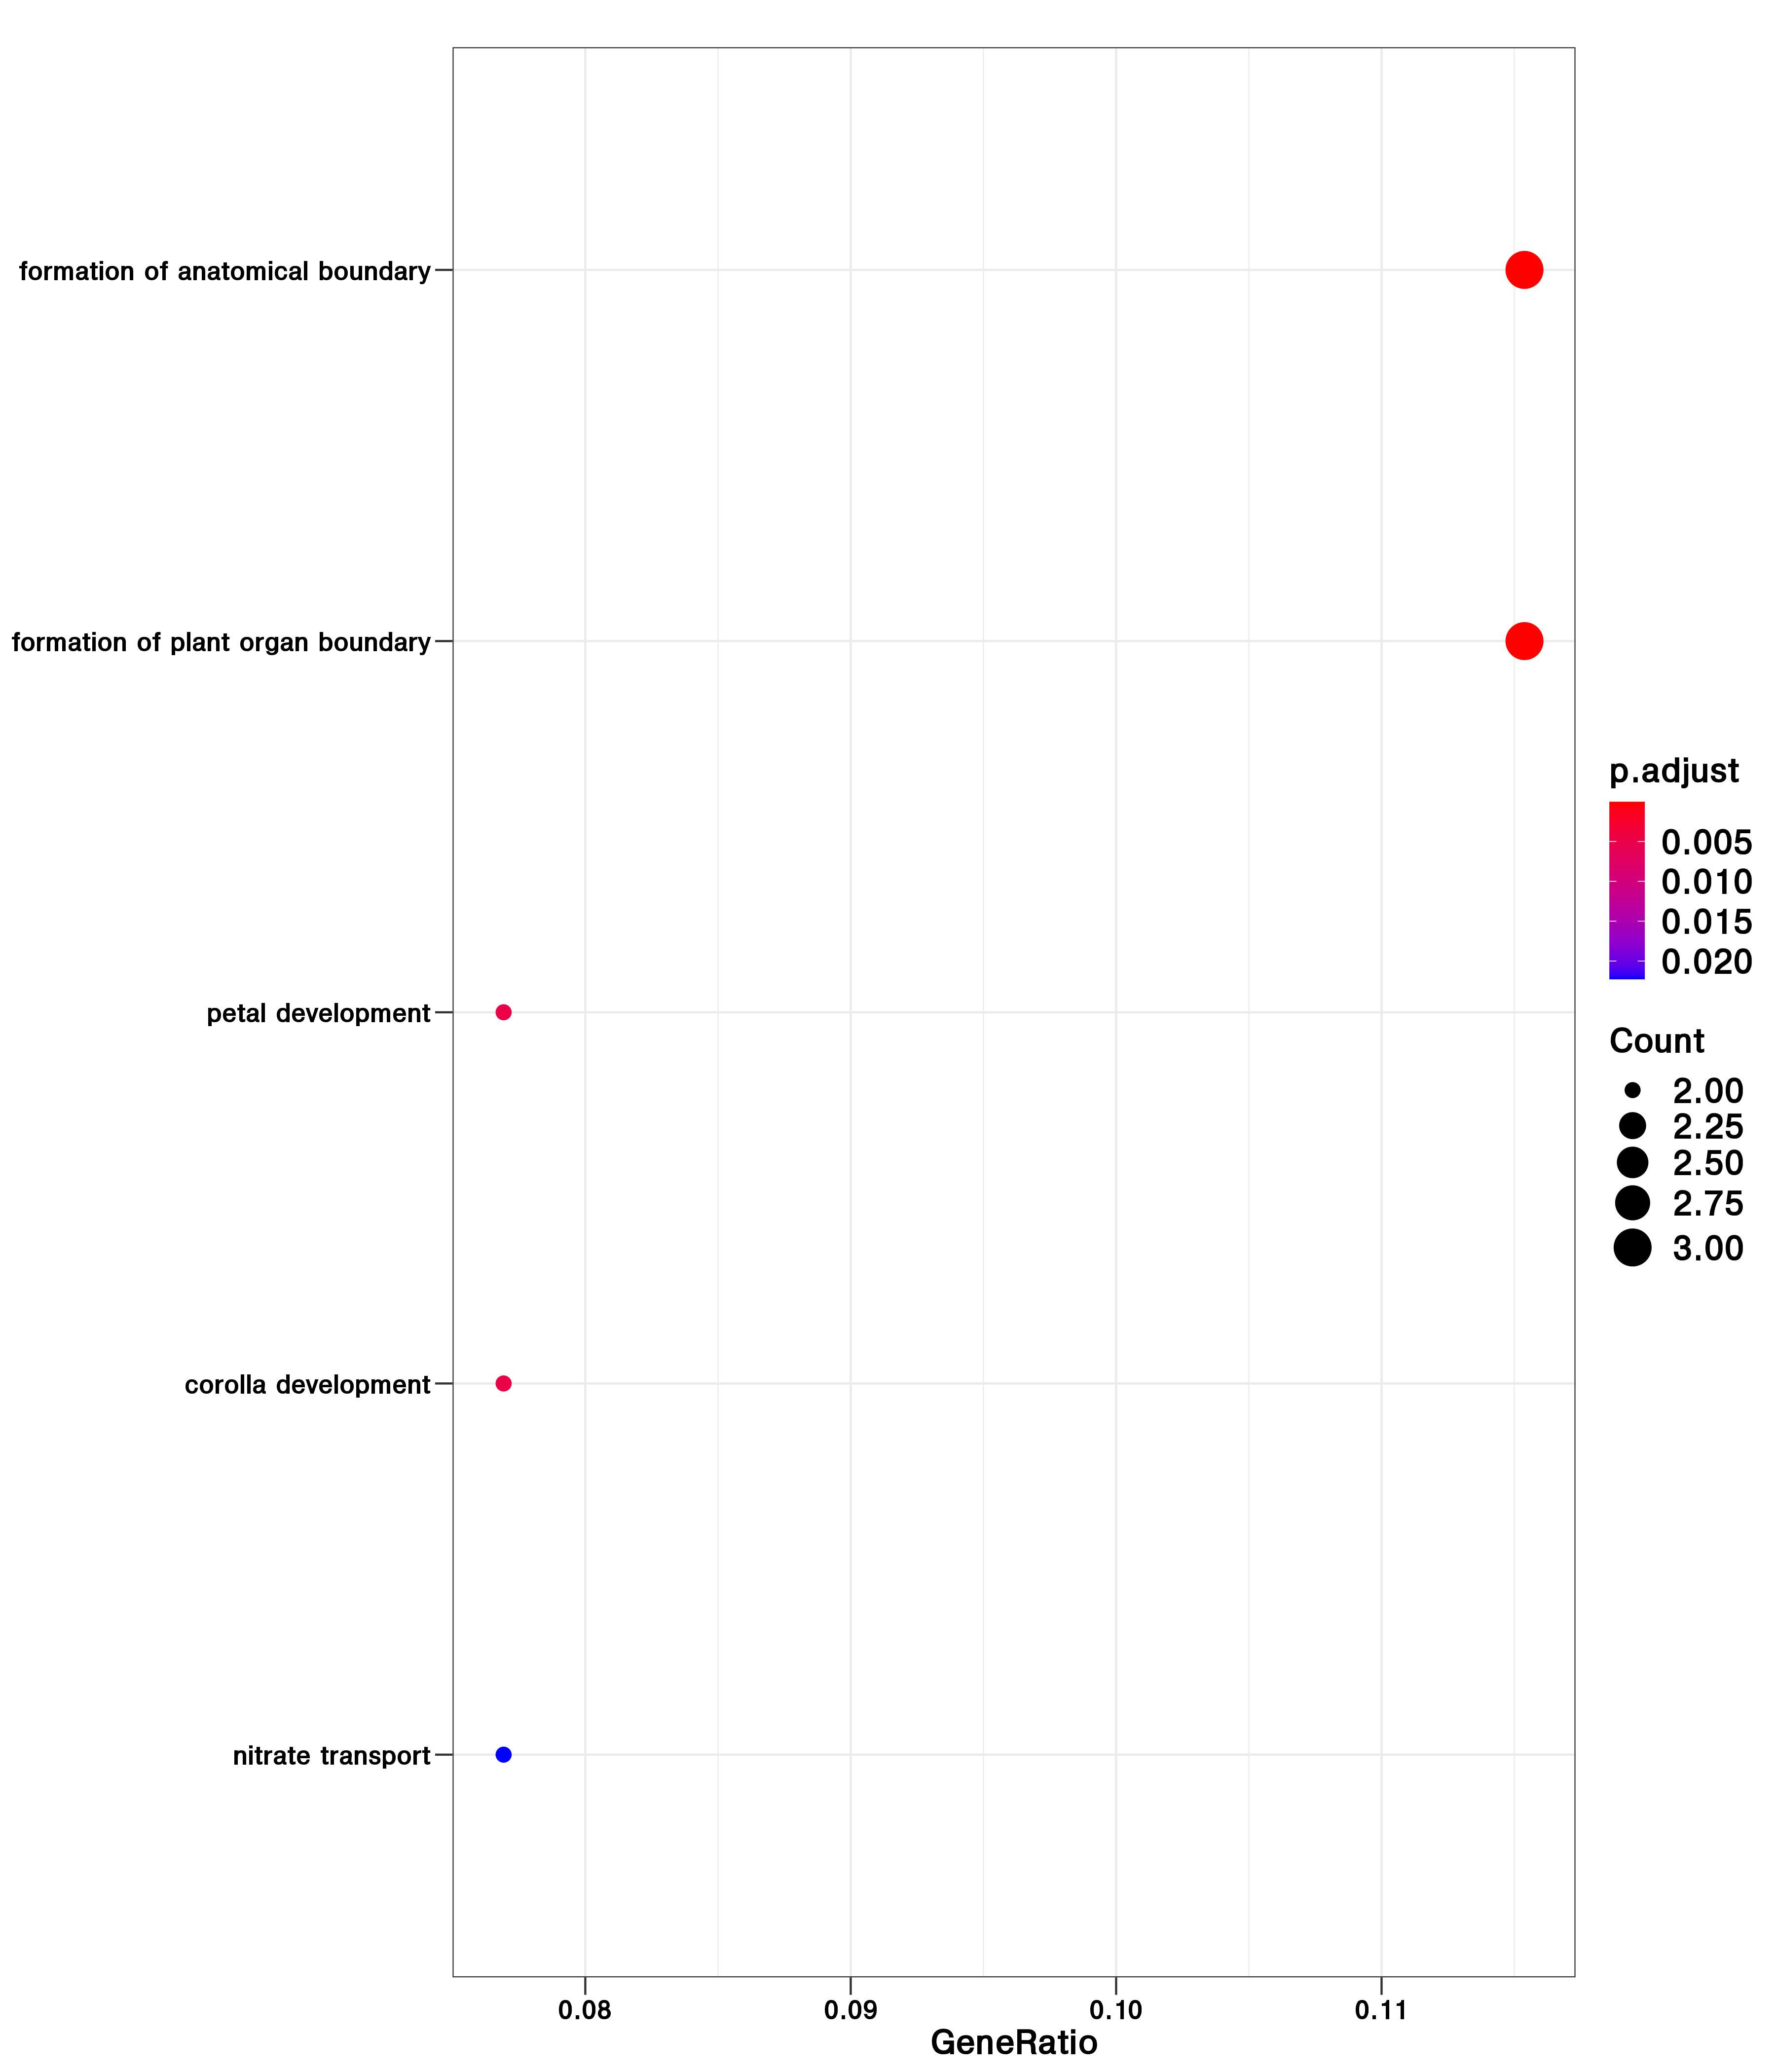 formation of anatomical boundary
formation of plant organ boundary
petal development
corolla development
nitrate transport
0.08 0.09 0.10 0.11
GeneRatio
p.adjust
0.005
0.010
0.015
0.020
Count
2.00
2.25
2.50
2.75
3.00